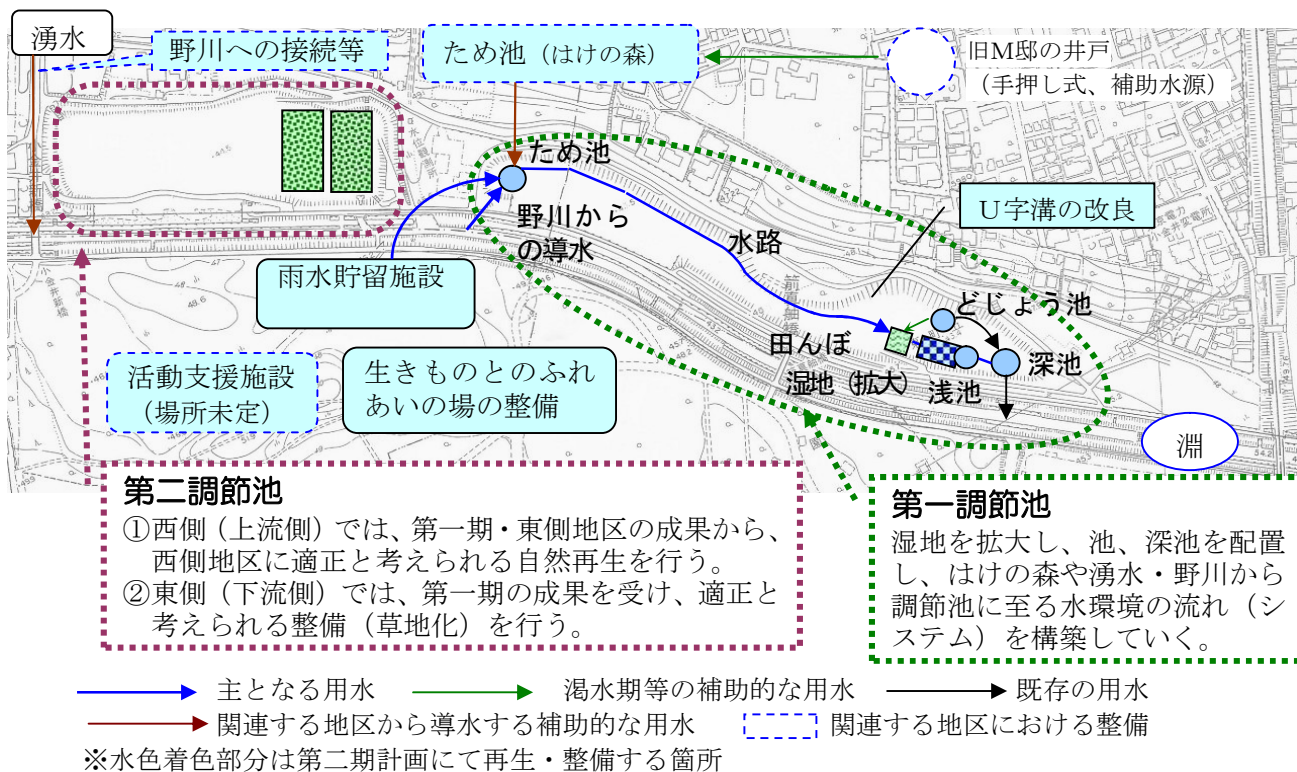 湧水
野川への接続等
ため池（はけの森）
旧M邸の井戸
（手押し式、補助水源）
ため池
野川から
の導水
水路
U字溝の改良
雨水貯留施設
どじょう池
田んぼ
湿地（拡大）
浅池
深池
活動支援施設
（場所未定）
生きものとのふれ
あいの場の整備
淵
第二調節池
①西側（上流側）では、第一期・東側地区の成果から、
西側地区に適正と考えられる自然再生を行う。
②東側（下流側）では、第一期の成果を受け、適正と
考えられる整備（草地化）を行う。
第一調節池
湿地を拡大し、池、深池を配置
し、はけの森や湧水・野川から
調節池に至る水環境の流れ（シ
ステム）を構築していく。
主となる用水
渇水期等の補助的な用水
既存の用水
関連する地区から導水する補助的な用水
関連する地区における整備
※水色着色部分は第二期計画にて再生・整備する箇所